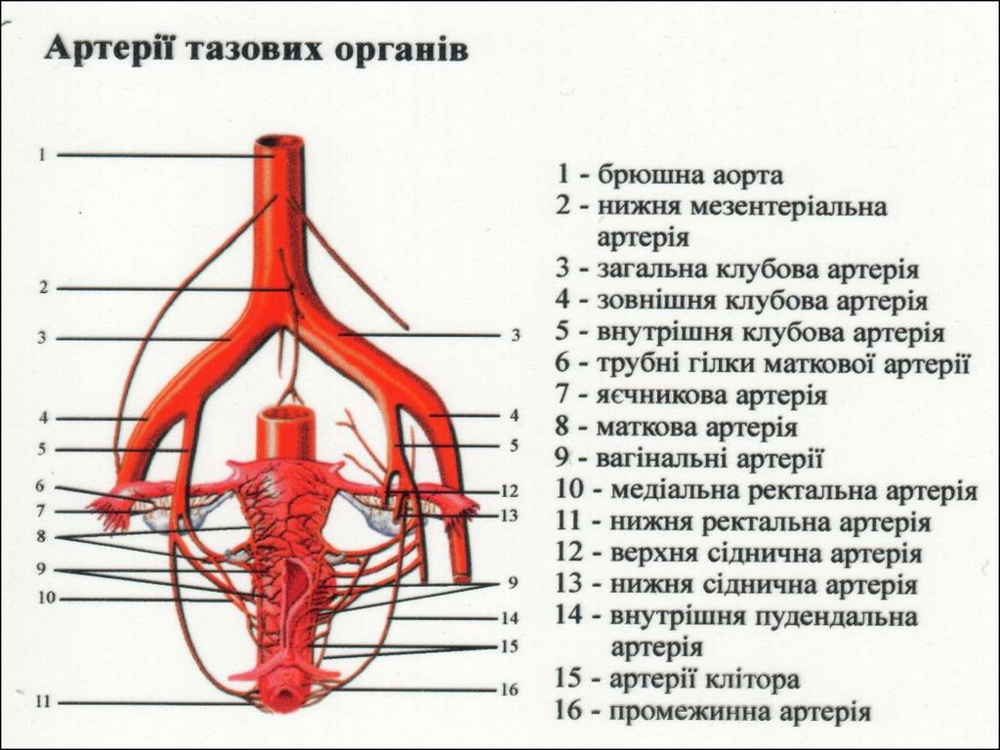 Артерії тазових органів
1
2
3
3
4
4
5
5
6
12
7
13
8
9
9
10
14
15
16
11
1 - брюшна аорта
2 - нижня мезентеріальна
артерія
3 - загальна клубова артерія
4 - зовнішня клубова артерія
5 - внутрішня клубова артерія
6 - трубні гілки маткової артерії
7 - яєчникова артерія
8 - маткова артерія
9 - вагінальні артерії
10 - медіальна ректальна артерія
11 - нижня ректальна артерія
12 - верхня сіднична артерія
13 - нижня сіднична артерія
14 - внутрішня пудендальна
артерія
15 - артерії клітора
16 - промежинна артерія